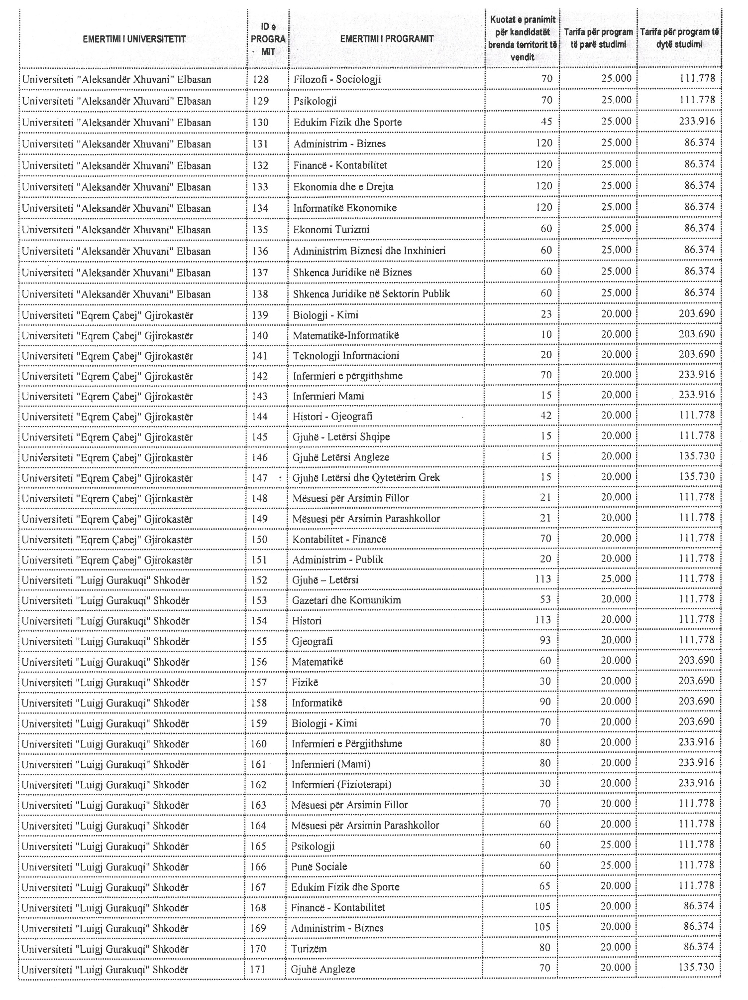 EMERTIMI I UNIVERSITETIT ID e PROGRA MIT EMERTIMI I PROGRAMIT Kuotat e pranimit për kandidatët brenda territorit të vendit Tarifa për program të parë studimi Tarifa për program të dytë studimi
Universiteti "Aleksandër Xhuvani" Elbasan 128 Filozofi - Sociologji 70 25.000 111.778
Universiteti "Aleksandër Xhuvani" Elbasan 129 Psikologji 70 25.000 111.778
Universiteti "Aleksandër Xhuvani" Elbasan 130 Edukim Fizik dhe Sporte 45 25.000 233.916
Universiteti "Aleksandër Xhuvani" Elbasan 131 Administrim - Biznes 120 25.000 86.374
Universiteti "Aleksandër Xhuvani" Elbasan 132 Financë - Kontabilitet 120 25.000 86.374
Universiteti "Aleksandër Xhuvani" Elbasan 133 Ekonomia dhe e Drejta 120 25.000 86.374
Universiteti "Aleksandër Xhuvani" Elbasan 134 Informatikë Ekonomike 120 25.000 86.374
Universiteti "Aleksandër Xhuvani" Elbasan 135 Ekonomi Turizmi 60 25.000 86.374
Universiteti "Aleksandër Xhuvani" Elbasan 136 Administrim Biznesi dhe Inxhinieri 60 25.000 86.374
Universiteti "Aleksandër Xhuvani" Elbasan 137 Shkenca Juridike në Biznes 60 25.000 86.374
Universiteti "Aleksandër Xhuvani" Elbasan 138 Shkenca Juridike në Sektorin Publik 60 25.000 86.374
Universiteti "Eqrem Çabej" Gjirokastër 139 Biologji - Kimi 23 20.000 203.690
Universiteti "Eqrem Çabej" Gjirokastër 140 Matematikë-Informatikë 10 20.000 203.690
Universiteti "Eqrem Çabej" Gjirokastër 141 Teknologji Informacioni 20 20.000 203.690
Universiteti "Eqrem Çabej" Gjirokastër 142 Infermieri e përgjithshme 70 20.000 233.916
Universiteti "Eqrem Çabej" Gjirokastër 143 Infermieri Mami 15 20.000 233.916
Universiteti "Eqrem Çabej" Gjirokastër 144 Histori - Gjeografi 42 20.000 111.778
Universiteti "Eqrem Çabej" Gjirokastër 145 Gjuhë - Letërsi Shqipe 15 20.000 111.778
Universiteti "Eqrem Çabej" Gjirokastër 146 Gjuhë Letërsi Angleze 15 20.000 135.730
Universiteti "Eqrem Çabej" Gjirokastër 147 Gjuhë Letërsi dhe Qytetërim Grek 15 20.000 135.730
Universiteti "Eqrem Çabej" Gjirokastër 148 Mësuesi për Arsimin Fillor 21 20.000 111.778
Universiteti "Eqrem Çabej" Gjirokastër 149 Mësuesi për Arsimin Parashkollor 21 20.000 111.778
Universiteti "Eqrem Çabej" Gjirokastër 150 Kontabilitet - Financë 70 20.000 111.778
Universiteti "Eqrem Çabej" Gjirokastër 151 Administrim - Publik 20 20.000 111.778
Universiteti "Luigj Gurakuqi" Shkodër 152 Gjuhë – Letërsi 113 25.000 111.778
Universiteti "Luigj Gurakuqi" Shkodër 153 Gazetari dhe Komunikim 53 20.000 111.778
Universiteti "Luigj Gurakuqi" Shkodër 154 Histori 113 20.000 111.778
Universiteti "Luigj Gurakuqi" Shkodër 155 Gjeografi 93 20.000 111.778
Universiteti "Luigj Gurakuqi" Shkodër 156 Matematikë 60 20.000 203.690
Universiteti "Luigj Gurakuqi" Shkodër 157 Fizikë 30 20.000 203.690
Universiteti "Luigj Gurakuqi" Shkodër 158 Informatikë 90 20.000 203.690
Universiteti "Luigj Gurakuqi" Shkodër 159 Biologji - Kimi 70 20.000 203.690
Universiteti "Luigj Gurakuqi" Shkodër 160 Infermieri e Përgjithshme 80 20.000 233.916
Universiteti "Luigj Gurakuqi" Shkodër 161 Infermieri (Mami) 80 20.000 233.916
Universiteti "Luigj Gurakuqi" Shkodër 162 Infermieri (Fizioterapi) 30 20.000 233.916
Universiteti "Luigj Gurakuqi" Shkodër 163 Mësuesi për Arsimin Fillor 70 20.000 111.778
Universiteti "Luigj Gurakuqi" Shkodër 164 Mësuesi për Arsimin Parashkollor 60 20.000 111.778
Universiteti "Luigj Gurakuqi" Shkodër 165 Psikologji 60 25.000 111.778
Universiteti "Luigj Gurakuqi" Shkodër 166 Punë Sociale 60 25.000 111.778
Universiteti "Luigj Gurakuqi" Shkodër 167 Edukim Fizik dhe Sporte 65 20.000 111.778
Universiteti "Luigj Gurakuqi" Shkodër 168 Financë - Kontabilitet 105 20.000 86.374
Universiteti "Luigj Gurakuqi" Shkodër 169 Administrim - Biznes 105 20.000 86.374
Universiteti "Luigj Gurakuqi" Shkodër 170 Turizëm 80 20.000 86.374
Universiteti "Luigj Gurakuqi" Shkodër 171 Gjuhë Angleze 70 20.000 135.730